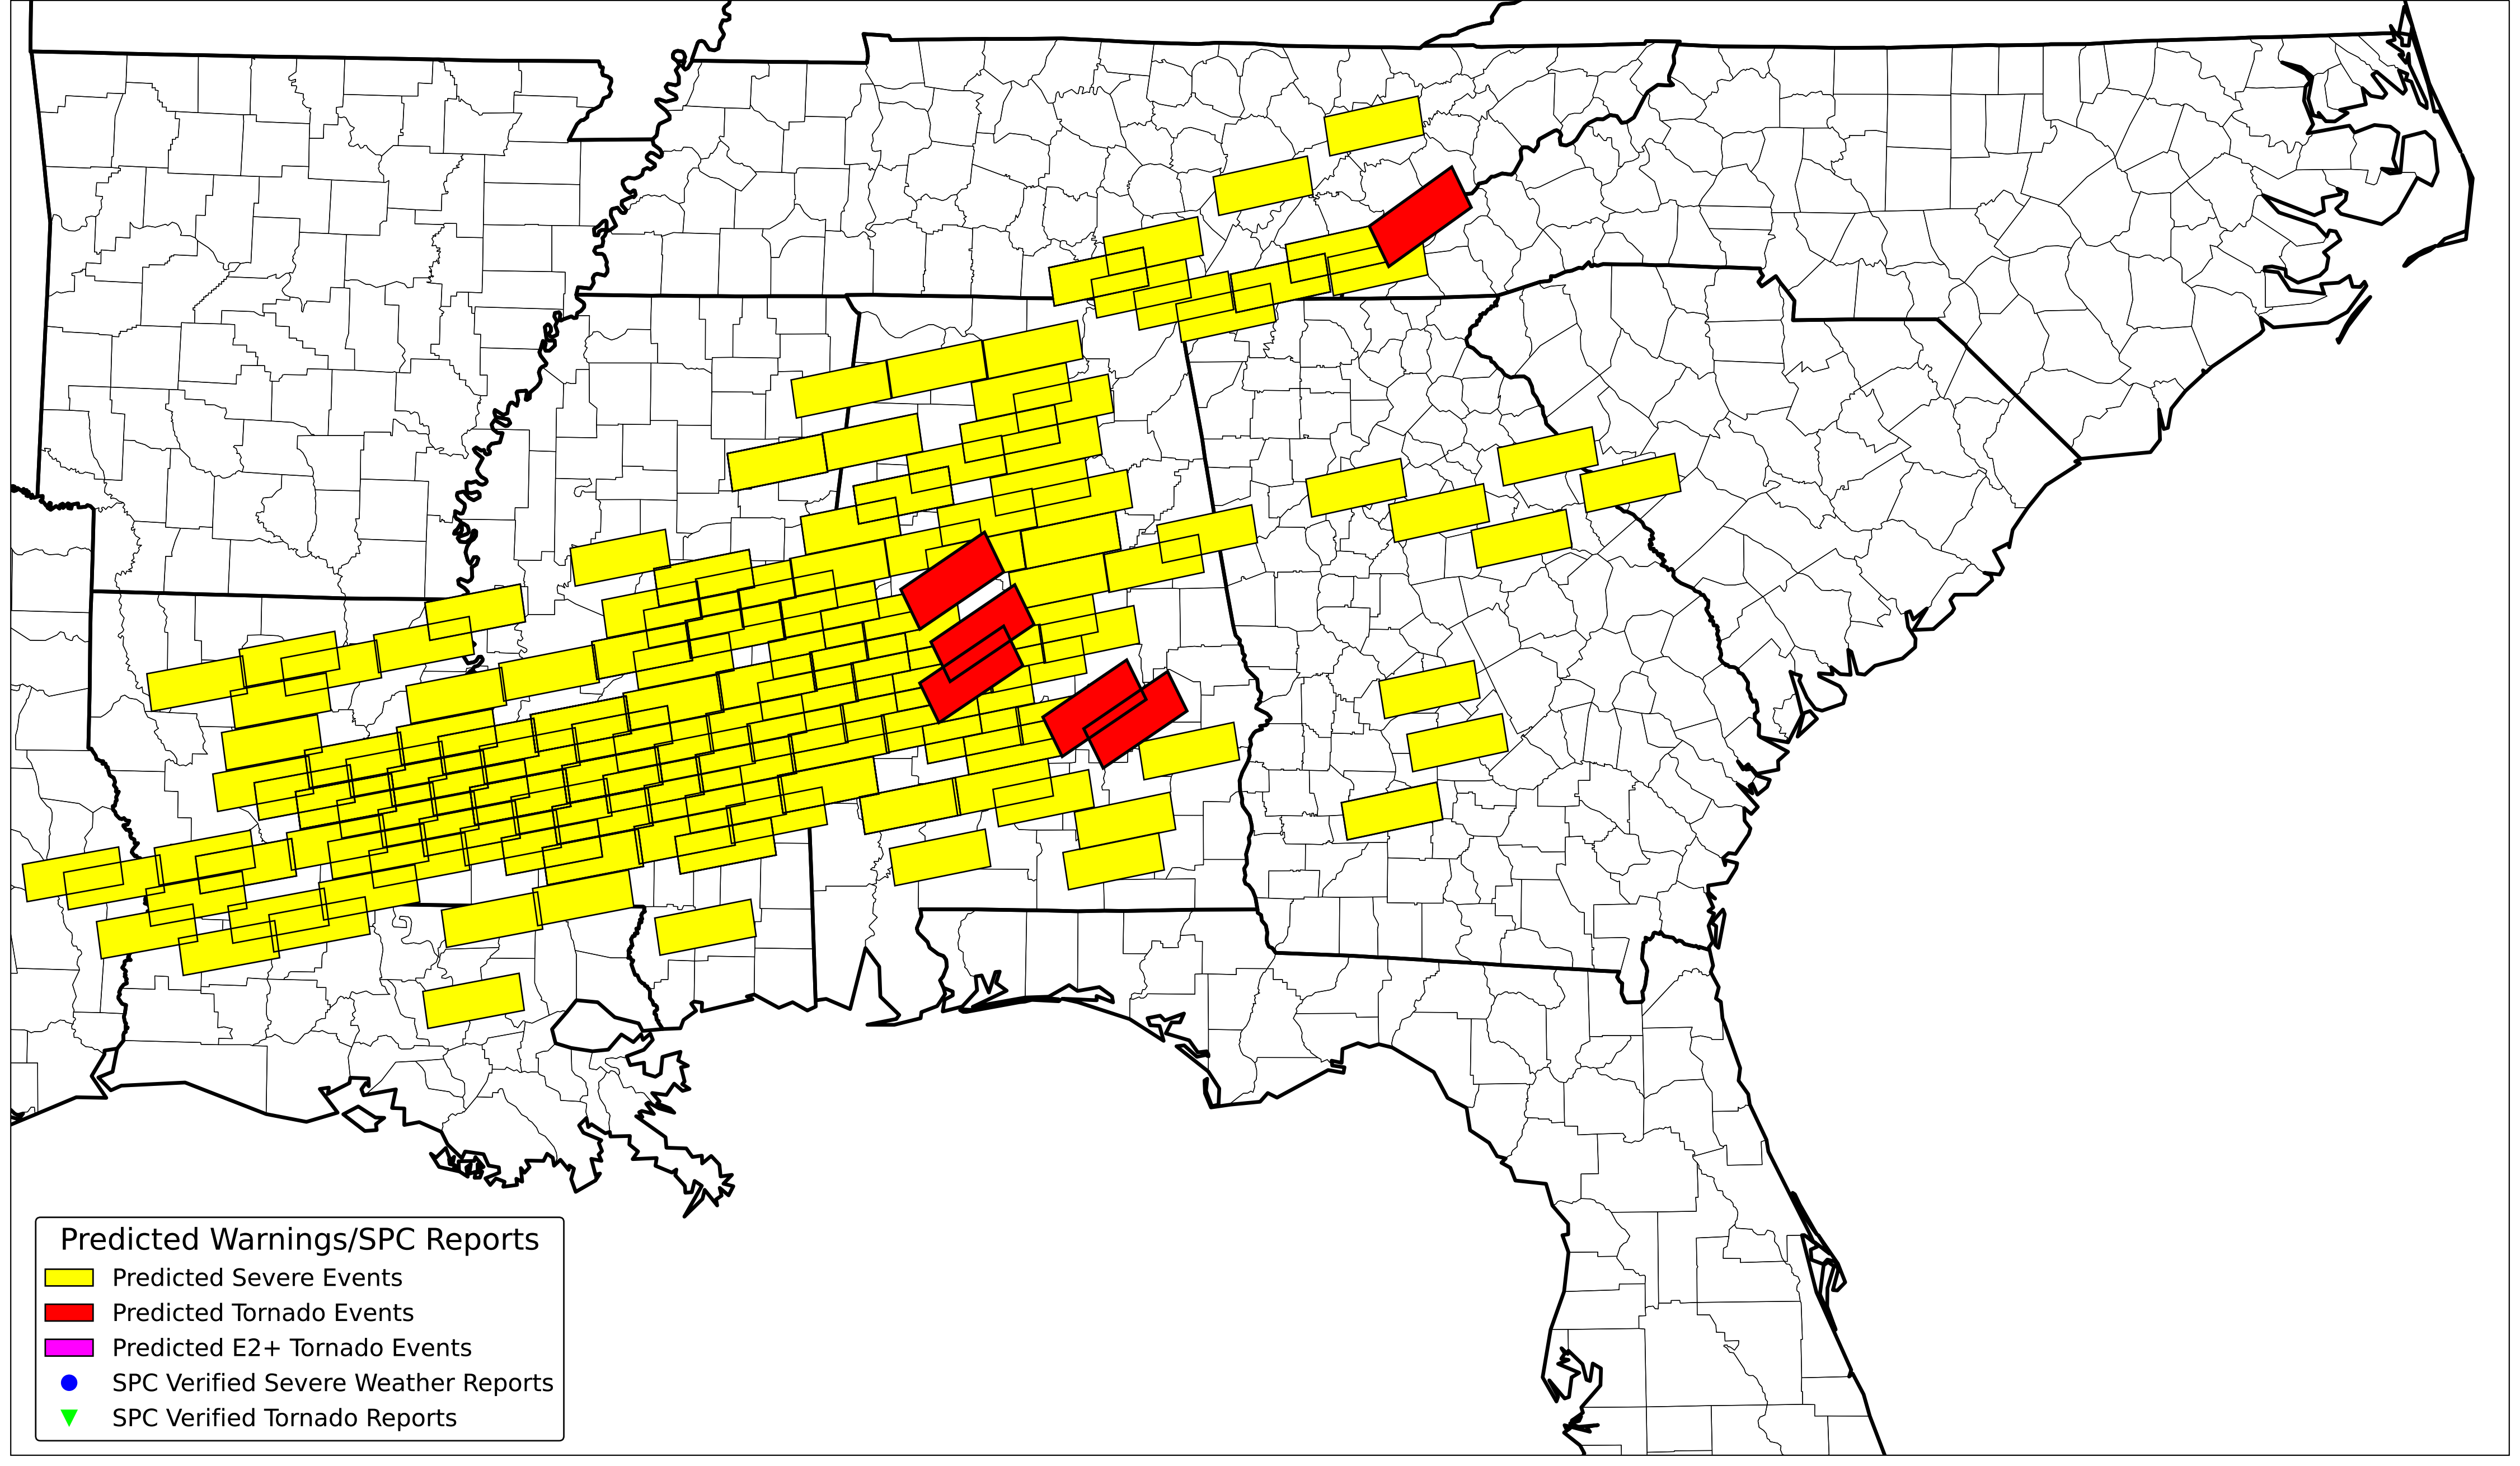 Predicted Warnings/SPC Reports
Predicted Severe Events
Predicted Tornado Events
Predicted E2+ Tornado Events
SPC Verified Severe Weather Reports
SPC Verified Tornado Reports